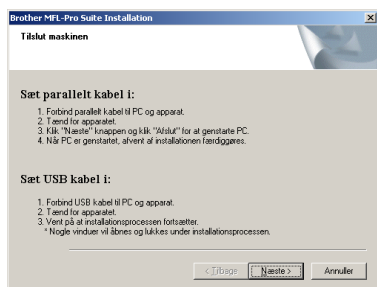 Brother MFL-Pro Suite Installation
Tilslut maskinen
Sæt parallelt kabel i:
1. Forbind parallelt kabel til PC og apparat.
2. Tænd for apparatet.
3. Klik "Næste" knappen og klik "Afslut" for at genstarte PC.
4. Når PC er genstartet, afvent af installationen færdiggøres.
Sæt USB kabel i:
1. Forbind USB kabel til PC og apparat.
2. Tænd for apparatet.
3. Vent på at installationsprocessen fortsætter.
* Nogle vinduer vil åbnes og lukkes under installationsprocessen.
< Tilbage Næste > Annuller